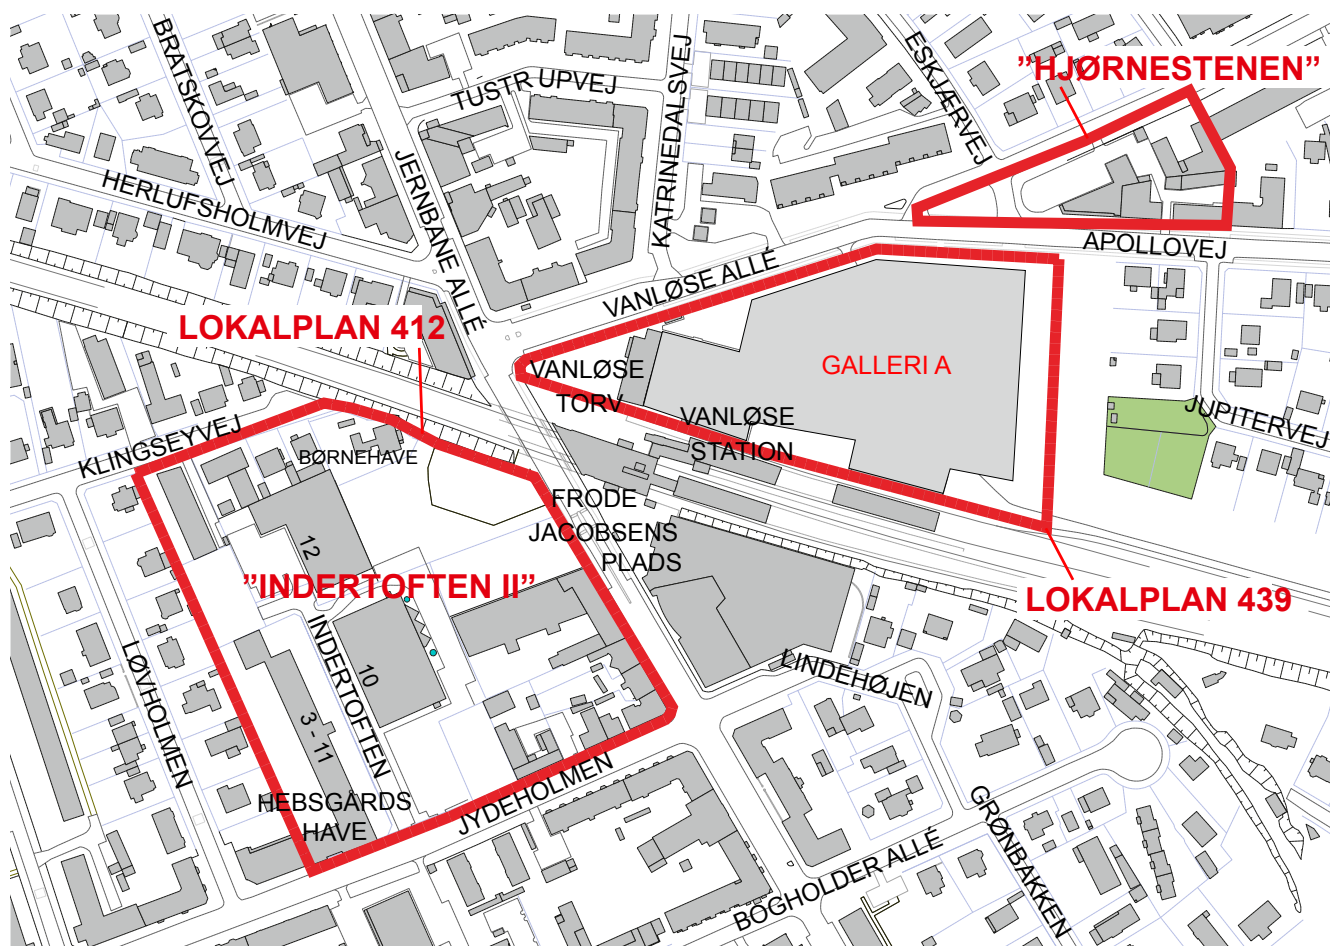 BRATSKOVVEJ
TUSTR UPVEJ
KATRINEDALSVEJ
ESKJÆRVEJ
”HJØRNESTENEN”
HERLUFSHOLMVEJ
JERNBANE ALLÉ
VANLØSE ALLÉ
APOLLOVEJ
LOKALPLAN 412
VANLØSE
TORV
GALLERI A
VANLØSE
STATION
JUPITERVEJ
KLINGSEYVEJ
BØRNEHAVE
FRODE
JACOBSENS
PLADS
12
”INDERTOFTEN II”
LOKALPLAN 439
INDERTOFTEN
10
3 - 11
LØVHOLMEN
LINDEHØJEN
HEBSGÅRDS
HAVE
JYDEHOLMEN
GRØNBAKKEN
BOGHOLDER ALLÉ